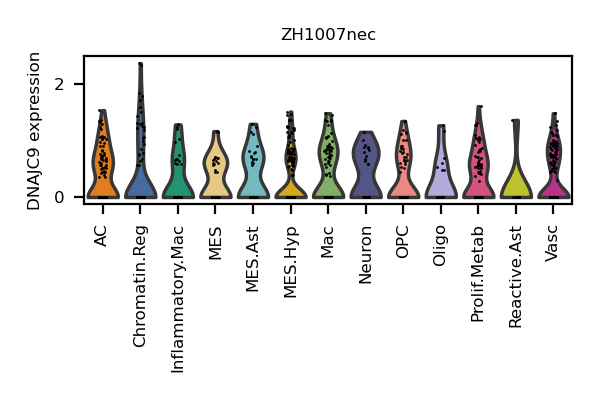 ZH1007nec
DNAJC9 expression
2
0
AC
Chromatin.Reg
Inflammatory.Mac
MES
MES.Ast
MES.Hyp
Mac
Neuron
OPC
Oligo
Prolif.Metab
Reactive.Ast
Vasc